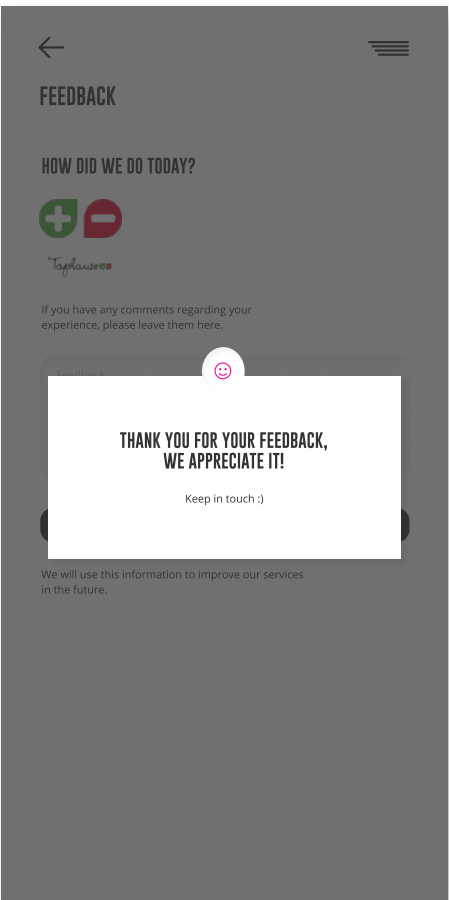 FEEDBACK
HOW DID WE DO TODAY?
If you have any comments regarding your
experience, please leave them here.
Feedback
THANK YOU FOR YOUR FEEDBACK,
WE APPRECIATE IT!
Keep in touch :)
We will use this information to improve our services
in the future.